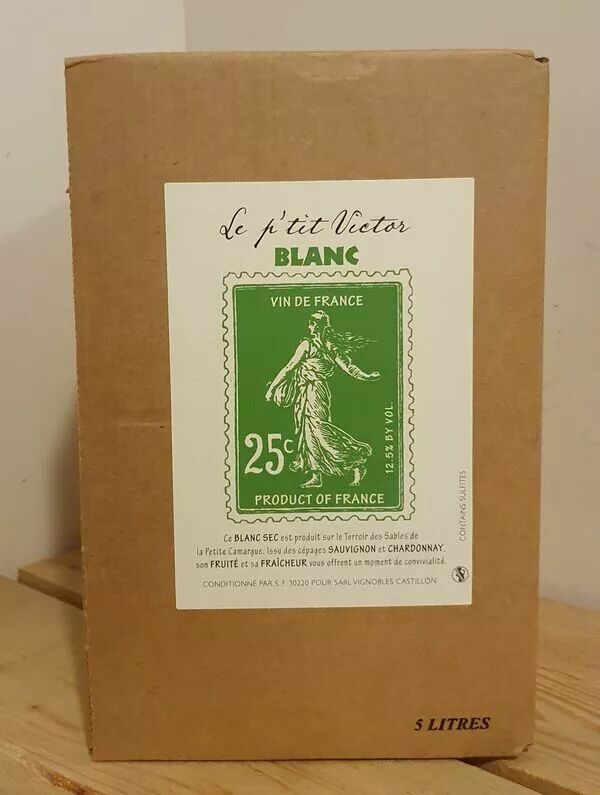 Le p'tit Victor
BLANC
VIN DE FRANCE
25c
12.5% BY VOL.
PRODUCT OF FRANCE
Ce BLANC SEC est produit sur le Terroir des Sables de
la Petite Camargue. Issu des cépages SAUVIGNON et CHARDONNAY,
son FRUITÉ et sa FRAÎCHEUR vous offrent un moment de convivialité.
CONDITIONNÉ PAR S.F. 30220 POUR SARL VIGNOBLES CASTILLON
CONTAINS SULFITES
5 LITRES